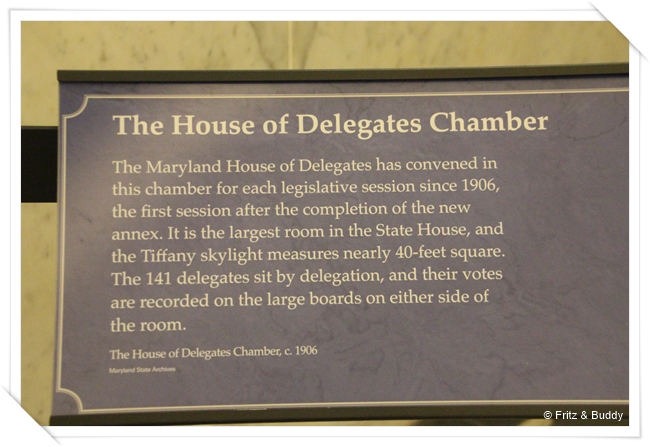 The House of Delegates Chamber
The Maryland House of Delegates has convened in
this chamber for each legislative session since 1906,
the first session after the completion of the new
annex. It is the largest room in the State House, and
the Tiffany skylight measures nearly 40-feet square.
The 141 delegates sit by delegation, and their votes
are recorded on the large boards on either side of
the room.
The House of Delegates Chamber, c. 1906
Maryland State Archives
© Fritz & Buddy